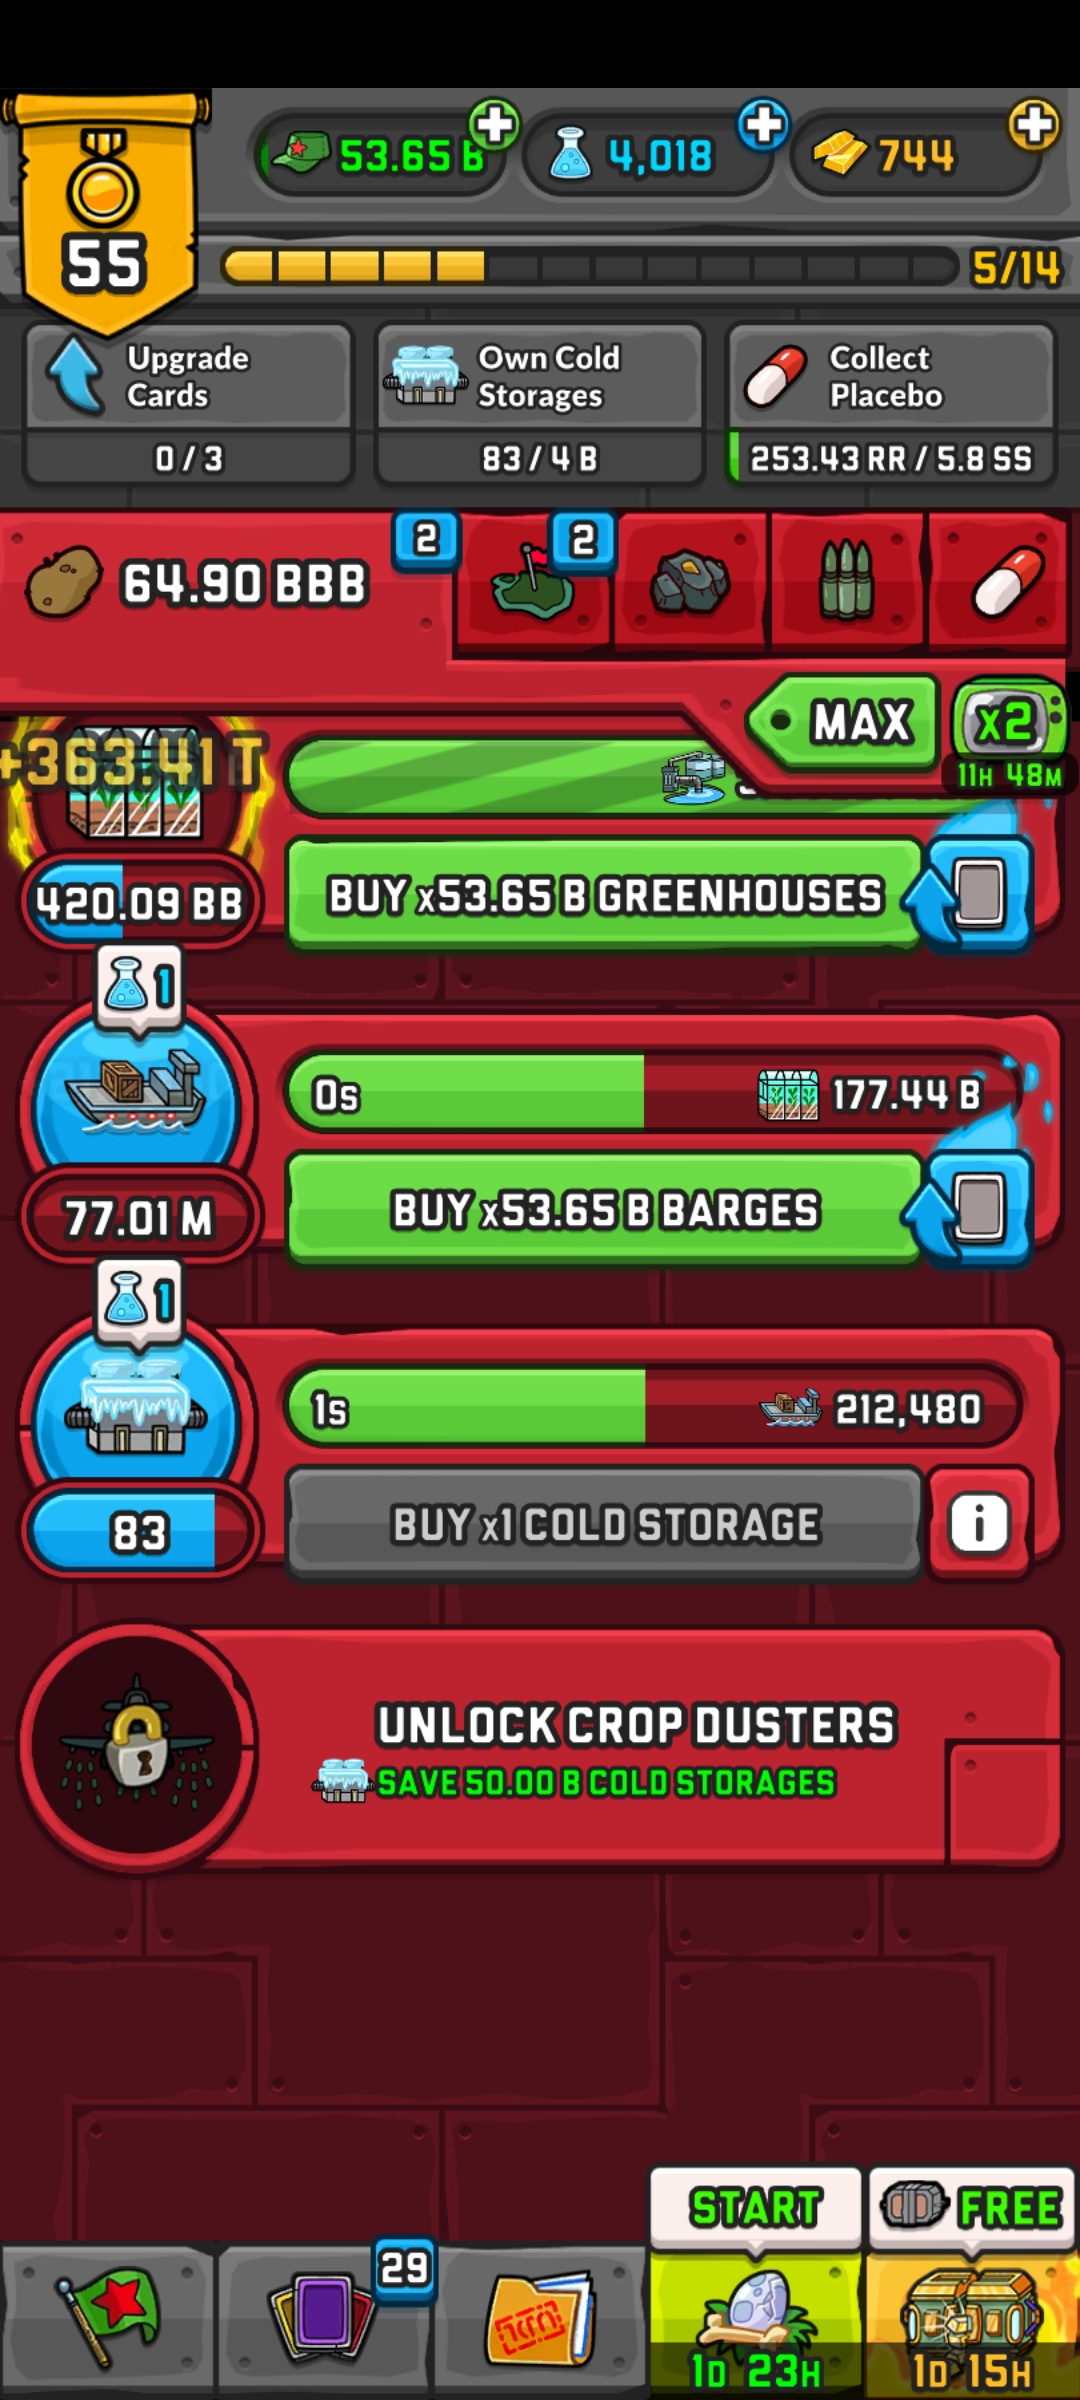 53.65 B
4,018
744
55
5/14
Upgrade
Cards
0 / 3
Own Cold
Storages
83 / 4 B
Collect
Placebo
253.43 RR / 5.8 SS
64.90 BBB
2
2
MAX
x2
11H 48M
+363.41 T
420.09 BB
BUY x53.65 B GREENHOUSES
1
0s
177.44 B
77.01 M
BUY x53.65 B BARGES
1
1s
212,480
83
BUY x1 COLD STORAGE
i
UNLOCK CROP DUSTERS
SAVE 50.00 B COLD STORAGES
START
FREE
29
1D 23H
1D 15H